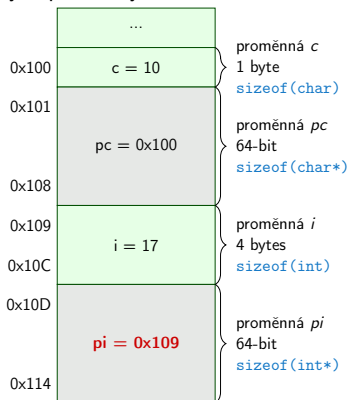 ...
0x100
c = 10
proměnná c
1 byte
sizeof(char)
0x101
pc = 0x100
0x108
proměnná pc
64-bit
sizeof(char*)
0x109
i = 17
0x10C
proměnná i
4 bytes
sizeof(int)
0x10D
pi = 0x109
0x114
proměnná pi
64-bit
sizeof(int*)